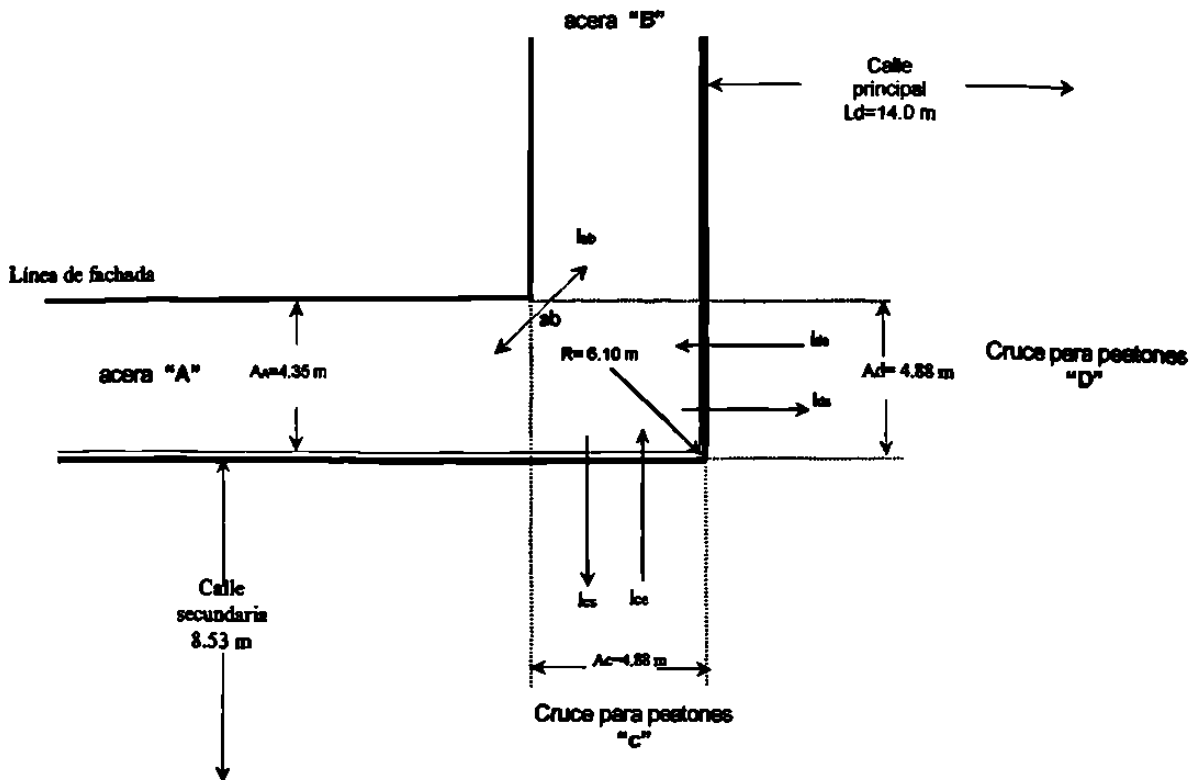 acera “B”
Calle
principal
Ld=14.0 m
Línea de fachada
ab
R= 6.10 m
acera “A”
AA=4.35 m
Ad= 4.88 m
Cruce para peatones
“D”
Calle
secundaria
8.53 m
Ac=4.88 m
Cruce para peatones
“c”